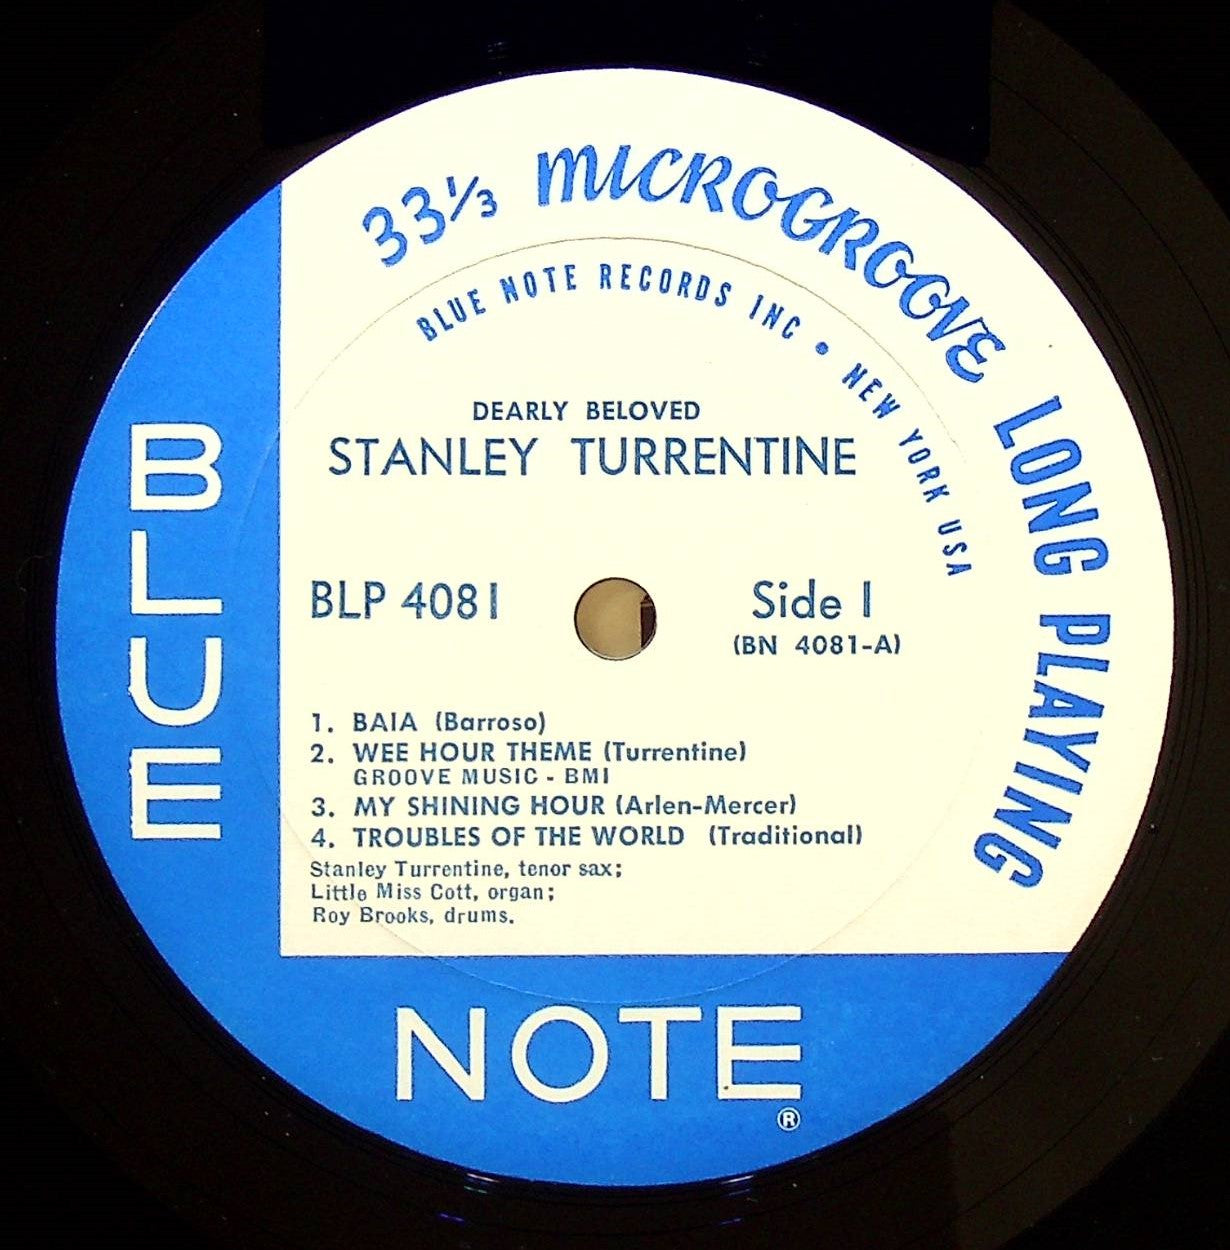 33⅓ MICROGROOVE LONG PLAYING
BLUE NOTE RECORDS INC • NEW YORK USA
DEARLY BELOVED
STANLEY TURRENTINE
BLP 4081
Side 1
(BN 4081-A)
1. BAIA (Barroso)
2. WEE HOUR THEME (Turrentine)
GROOVE MUSIC - BMI
3. MY SHINING HOUR (Arlen-Mercer)
4. TROUBLES OF THE WORLD (Traditional)
Stanley Turrentine, tenor sax;
Little Miss Cott, organ;
Roy Brooks, drums.
BLUE
NOTE
®